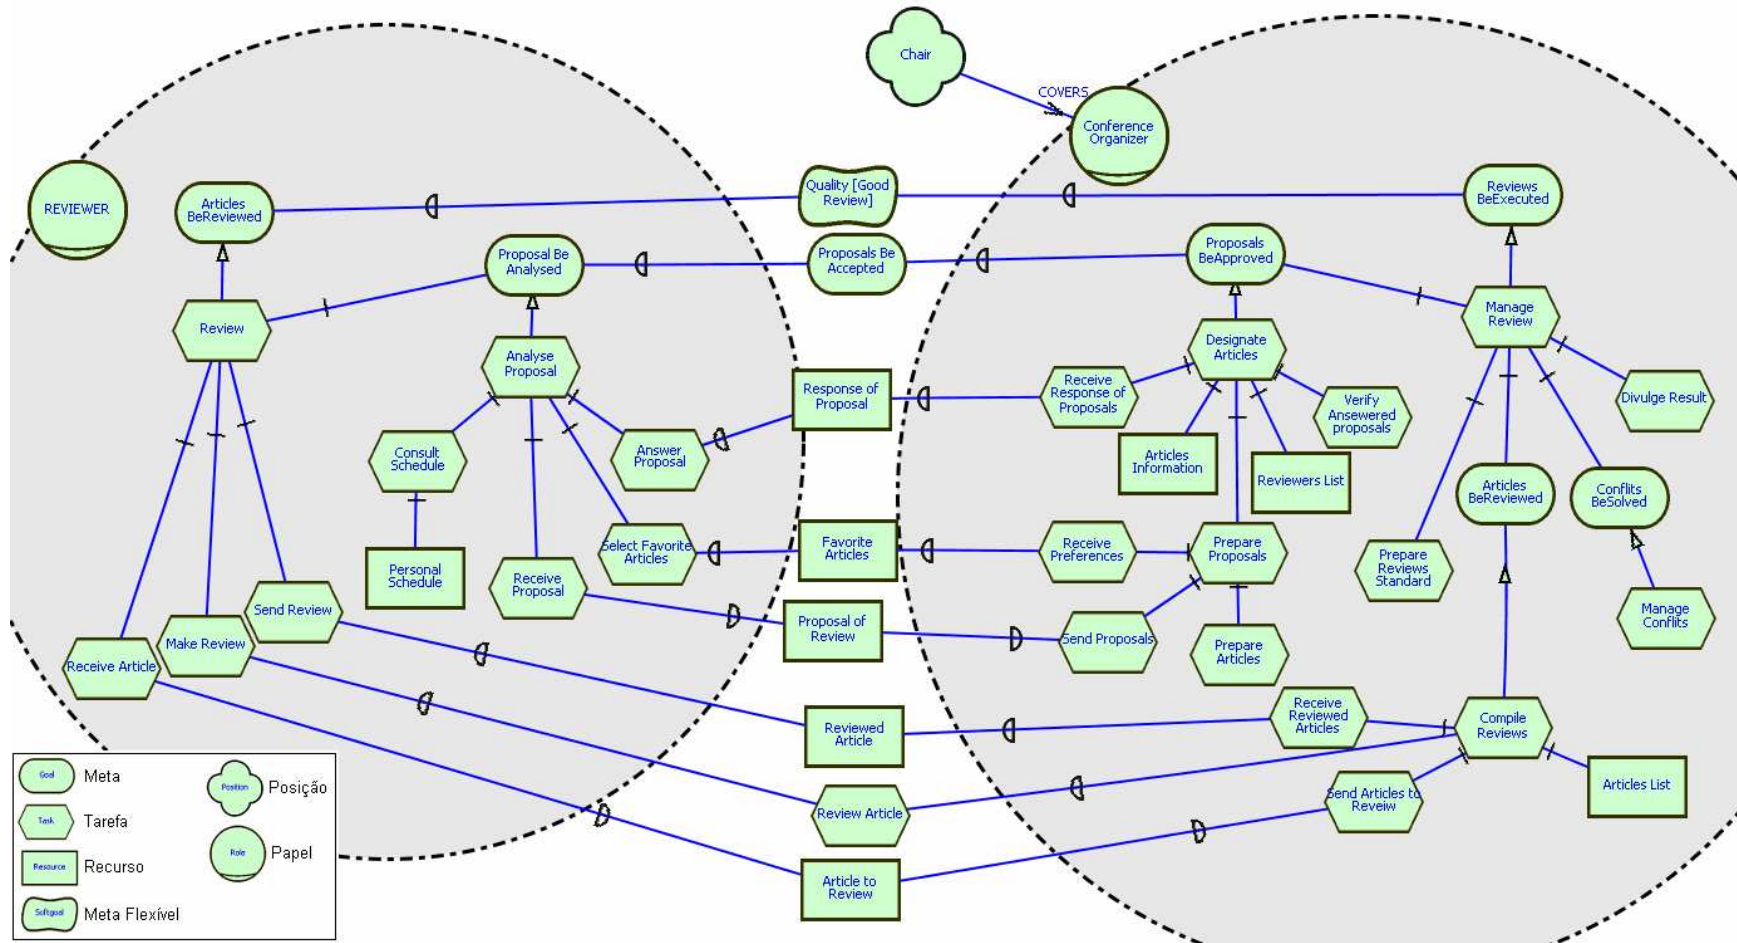 Chair
COVERS
Conference
Organizer
REVIEWER
Articles
BeReviewed
Quality [Good
Review]
Reviews
BeExecuted
Proposal Be
Analysed
Proposals Be
Accepted
Proposals
BeApproved
Review
Manage
Review
Analyse
Proposal
Designate
Articles
Response of
Proposal
Receive
Response of
Proposals
Verify
Ansewered
proposals
Divulge Result
Consult
Schedule
Answer
Proposal
Articles
Information
Reviewers List
Articles
BeReviewed
Conflits
BeSolved
Personal
Schedule
Receive
Proposal
Select Favorite
Articles
Favorite
Articles
Receive
Preferences
Prepare
Proposals
Prepare
Reviews
Standard
Manage
Conflits
Send Review
Make Review
Receive Article
Proposal of
Review
Send Proposals
Prepare
Articles
Reviewed
Article
Receive
Reviewed
Articles
Compile
Reviews
Review Article
Send Articles to
Reveiw
Articles List
Article to
Review
Goal
Meta
Position
Posição
Task
Tarefa
Role
Papel
Resource
Recurso
Softgoal
Meta Flexível